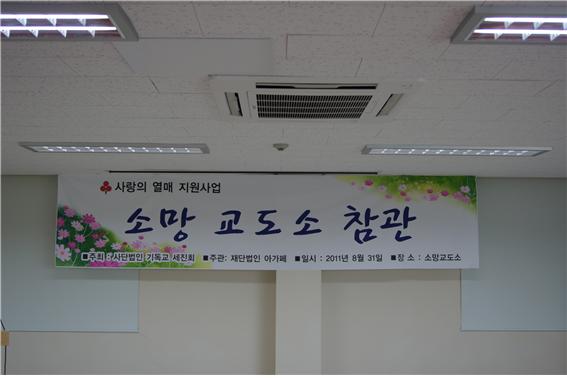 사랑의 열매 지원사업
소망 교도소 참관
■주최 : 사단법인 기독교 세진회 ■주관: 재단법인 아가페 ■일시 : 2011년 8월 31일 ■장 소 : 소망교도소